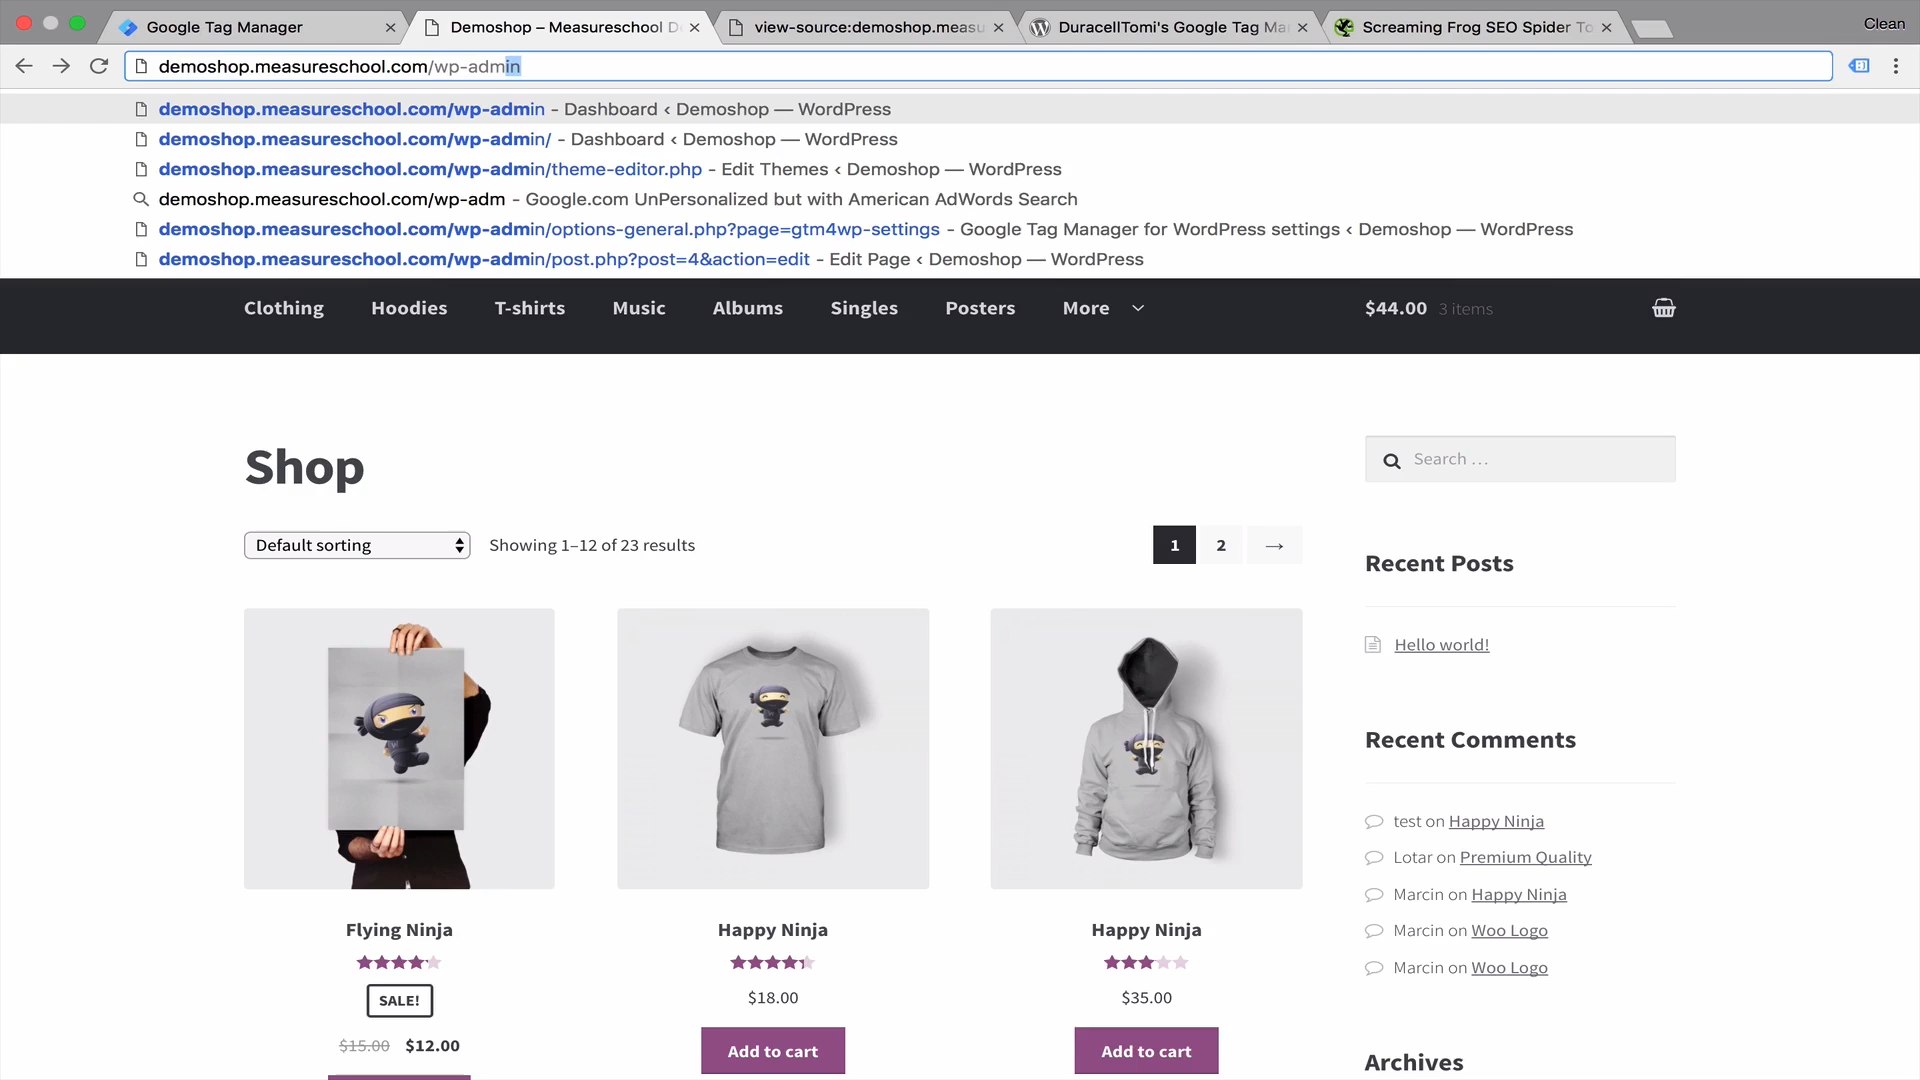 Google Tag Manager
Demoshop – Measureschool D
view-source:demoshop.measu
DuracellTomi's Google Tag Ma
Screaming Frog SEO Spider To
Clean
demoshop.measureschool.com/wp-admin
demoshop.measureschool.com/wp-admin - Dashboard ‹ Demoshop — WordPress
demoshop.measureschool.com/wp-admin/ - Dashboard ‹ Demoshop — WordPress
demoshop.measureschool.com/wp-admin/theme-editor.php - Edit Themes ‹ Demoshop — WordPress
demoshop.measureschool.com/wp-adm - Google.com UnPersonalized but with American AdWords Search
demoshop.measureschool.com/wp-admin/options-general.php?page=gtm4wp-settings - Google Tag Manager for WordPress settings ‹ Demoshop — WordPress
demoshop.measureschool.com/wp-admin/post.php?post=4&action=edit - Edit Page ‹ Demoshop — WordPress
Clothing Hoodies T-shirts Music Albums Singles Posters More $44.00 3 items
Shop
Search …
Default sorting
Showing 1–12 of 23 results
1 2 →
Recent Posts
Hello world!
Recent Comments
test on Happy Ninja
Lotar on Premium Quality
Marcin on Happy Ninja
Marcin on Woo Logo
Marcin on Woo Logo
Archives
Flying Ninja
SALE!
$15.00 $12.00
Happy Ninja
$18.00
Add to cart
Happy Ninja
$35.00
Add to cart